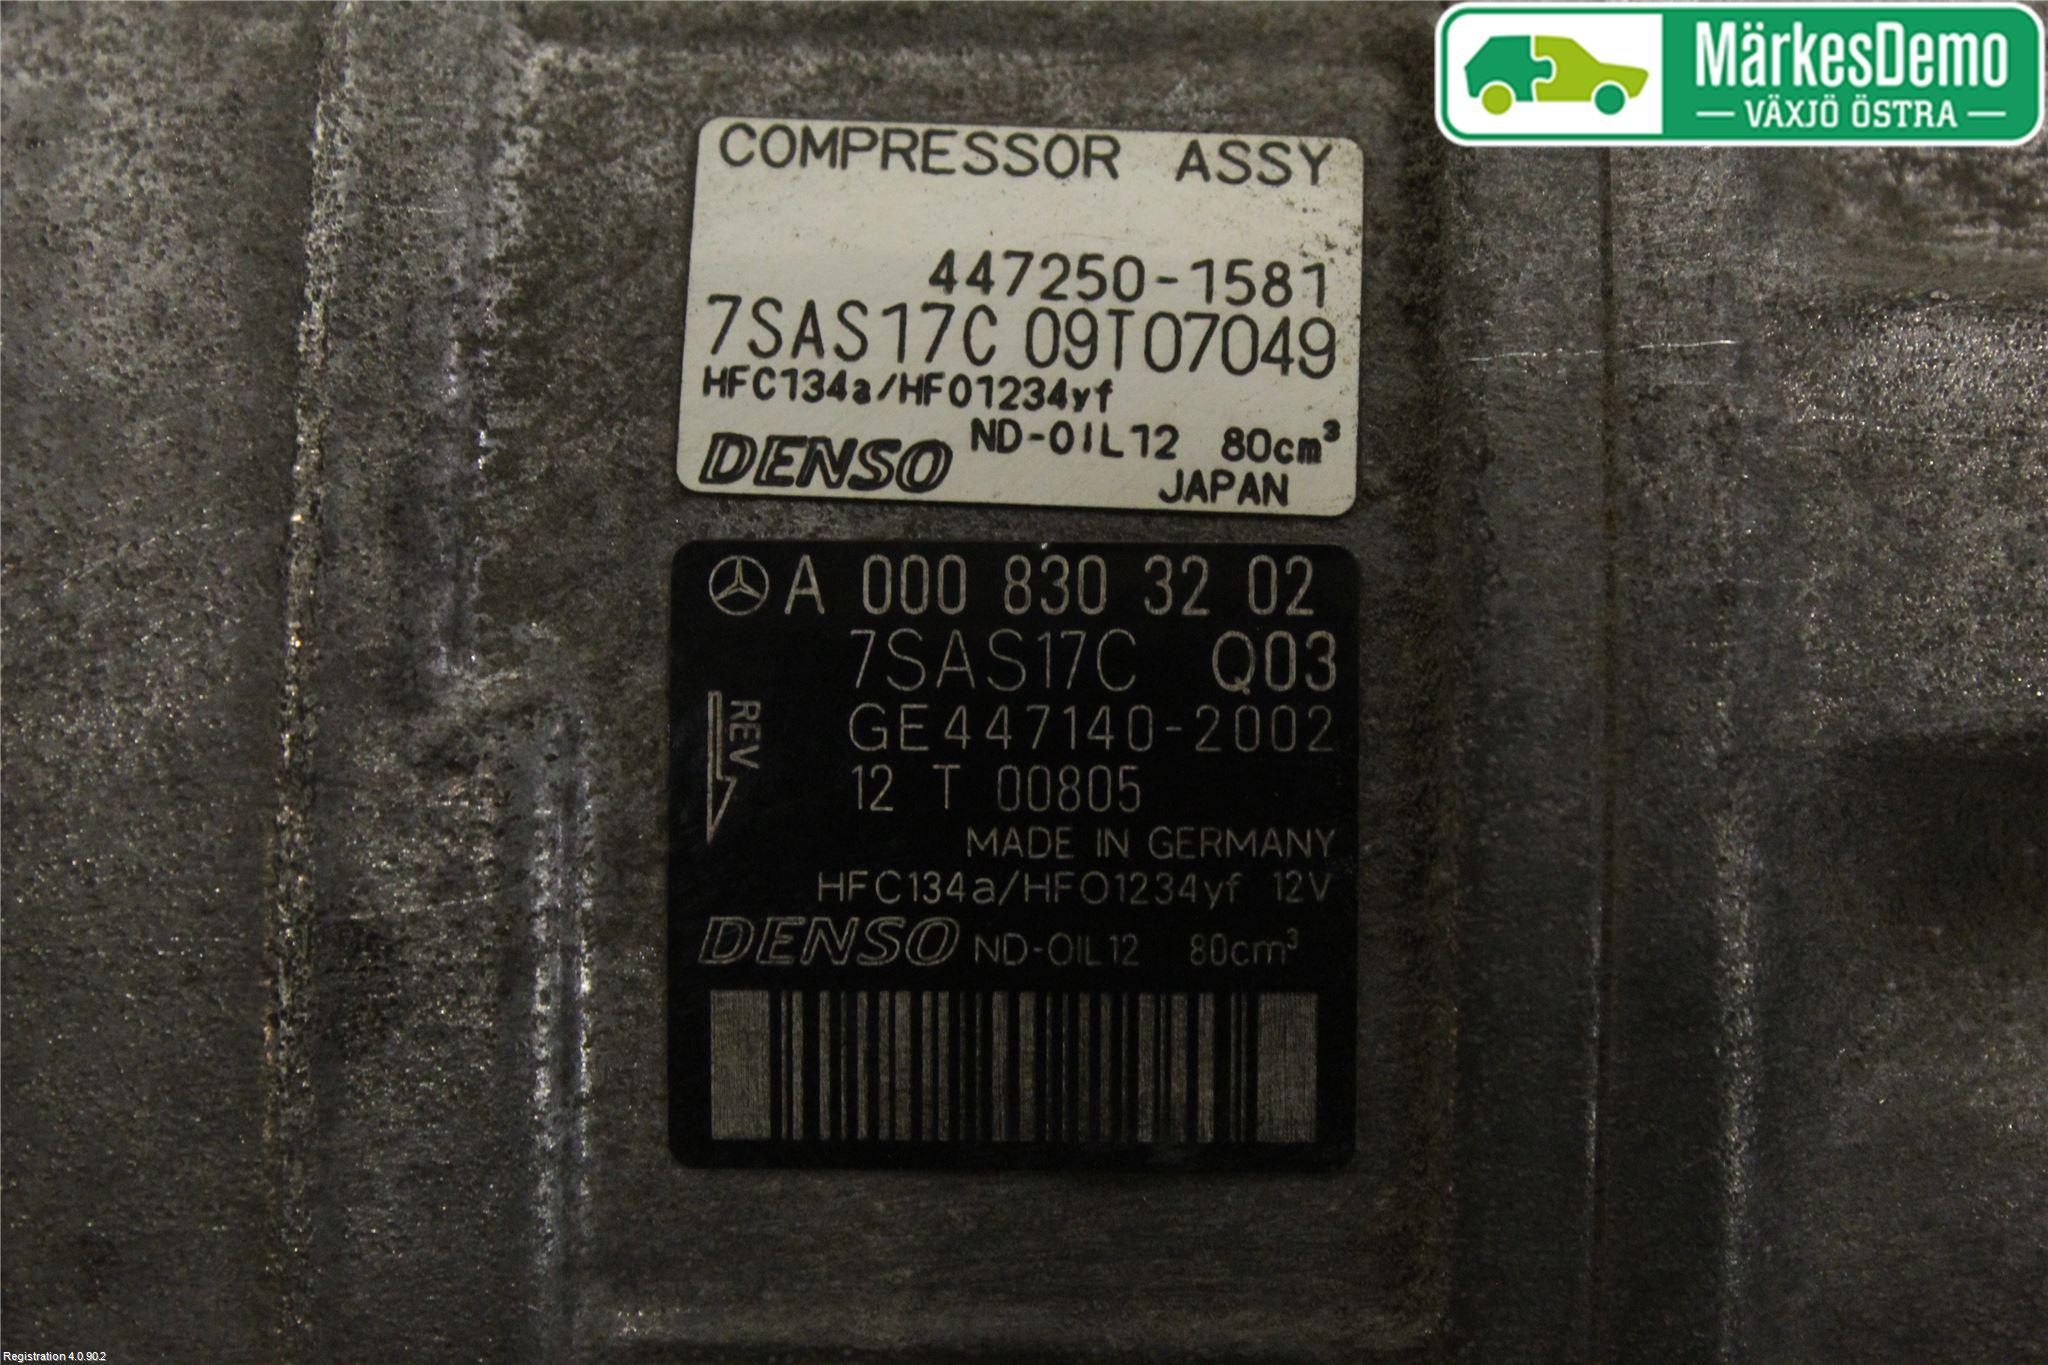 MärkesDemo
VÄXJÖ ÖSTRA
COMPRESSOR ASSY
447250-1581
7SAS17C 09T07049
HFC134a/HFO1234yf
ND-OIL12 80cm³
DENSO
JAPAN
A 000 830 32 02
7SAS17C Q03
REV
GE447140-2002
12 T 00805
MADE IN GERMANY
HFC134a/HFO1234yf 12V
DENSO ND-OIL12 80cm³
Registration 4.0.90.2